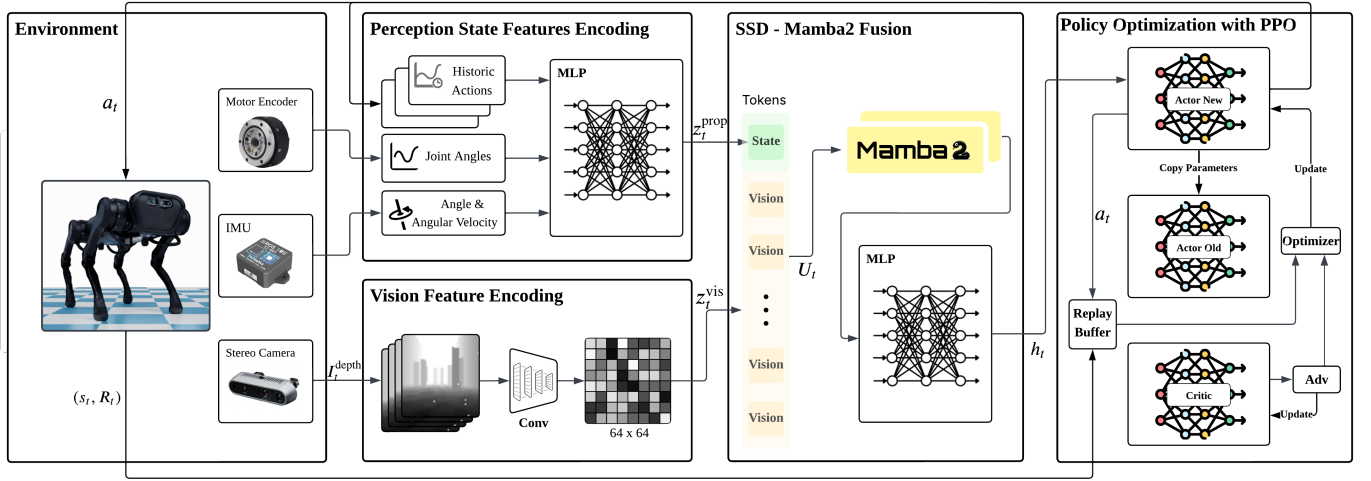 Environment
a_t
Motor Encoder
IMU
Stereo Camera
(s_t, R_t)
Perception State Features Encoding
Historic
Actions
Joint Angles
Angle &
Angular Velocity
MLP
z_t^prop
Vision Feature Encoding
I_t^depth
Conv
64 x 64
z_t^vis
SSD - Mamba2 Fusion
Tokens
State
Vision
Vision
Vision
Vision
U_t
Mamba 2
MLP
h_t
Policy Optimization with PPO
Actor New
Copy Parameters
Update
a_t
Actor Old
Optimizer
Replay
Buffer
Critic
Adv
Update